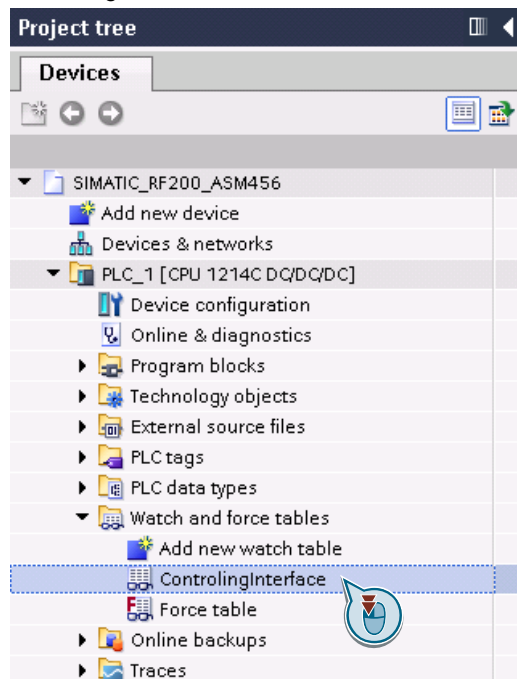 Project tree
Devices
SIMATIC_RF200_ASM456
Add new device
Devices & networks
PLC_1 [CPU 1214C DC/DC/DC]
Device configuration
Online & diagnostics
Program blocks
Technology objects
External source files
PLC tags
PLC data types
Watch and force tables
Add new watch table
ControlingInterface
Force table
Online backups
Traces